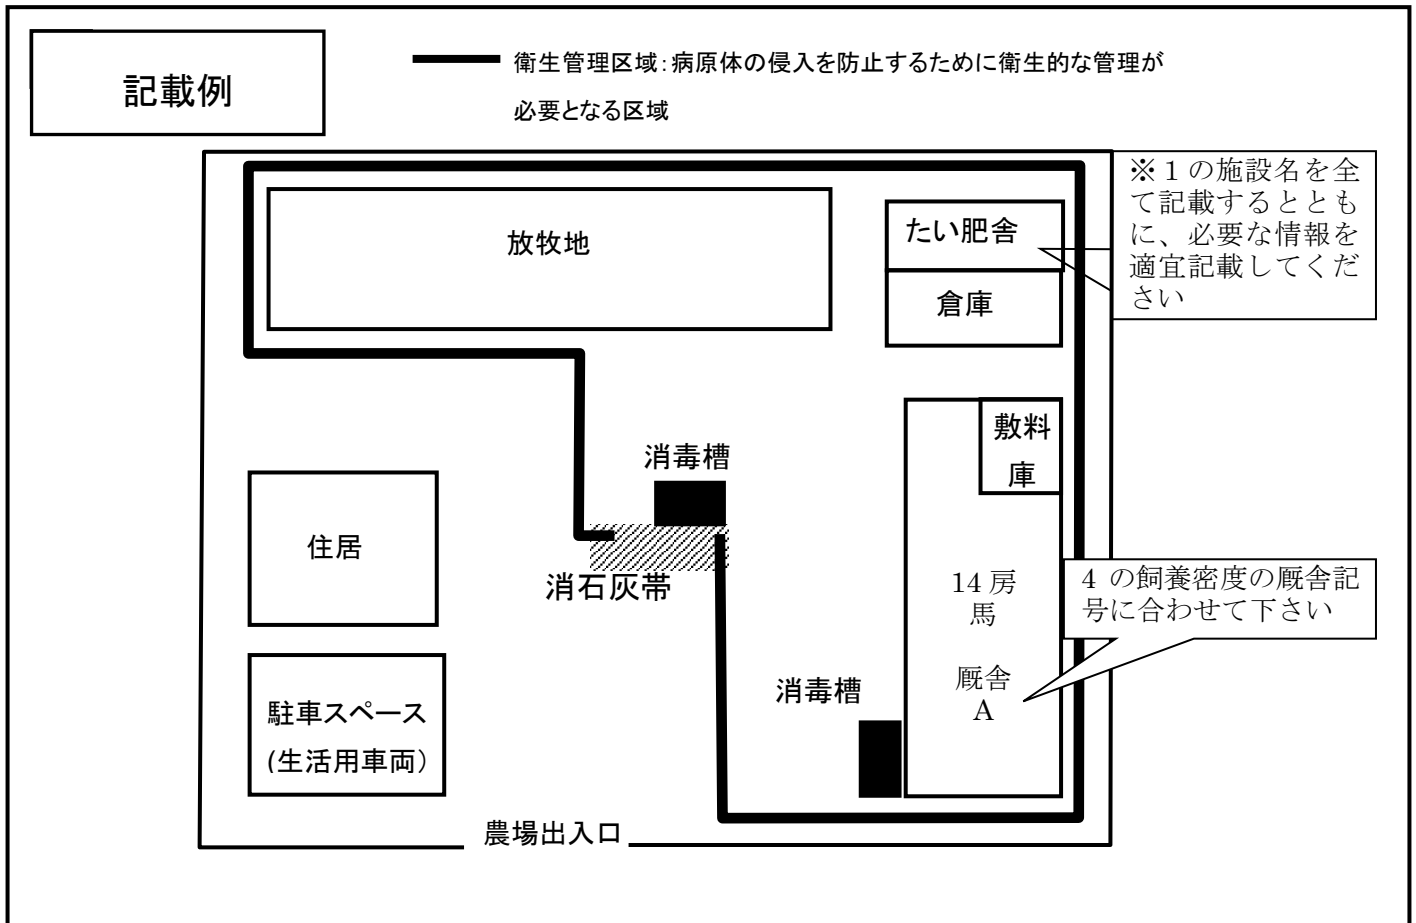 記載例
衛生管理区域：病原体の侵入を防止するために衛生的な管理が
必要となる区域
※１の施設名を全
て記載するととも
に、必要な情報を
適宜記載してくだ
さい
放牧地
たい肥舎
倉庫
敷料
庫
消毒槽
消石灰帯
住居
14 房
馬
厩舎
A
4 の飼養密度の厩舎記
号に合わせて下さい
消毒槽
駐車スペース
(生活用車両）
農場出入口